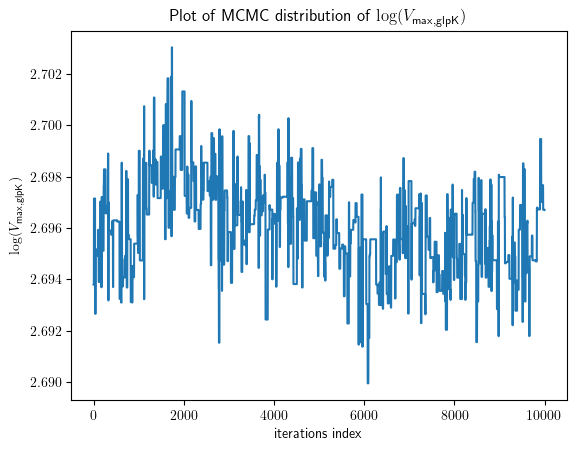 Plot of MCMC distribution of log(V_max,glpK)
log(V_max,glpK)
2.702
2.700
2.698
2.696
2.694
2.692
2.690
0 2000 4000 6000 8000 10000
iterations index